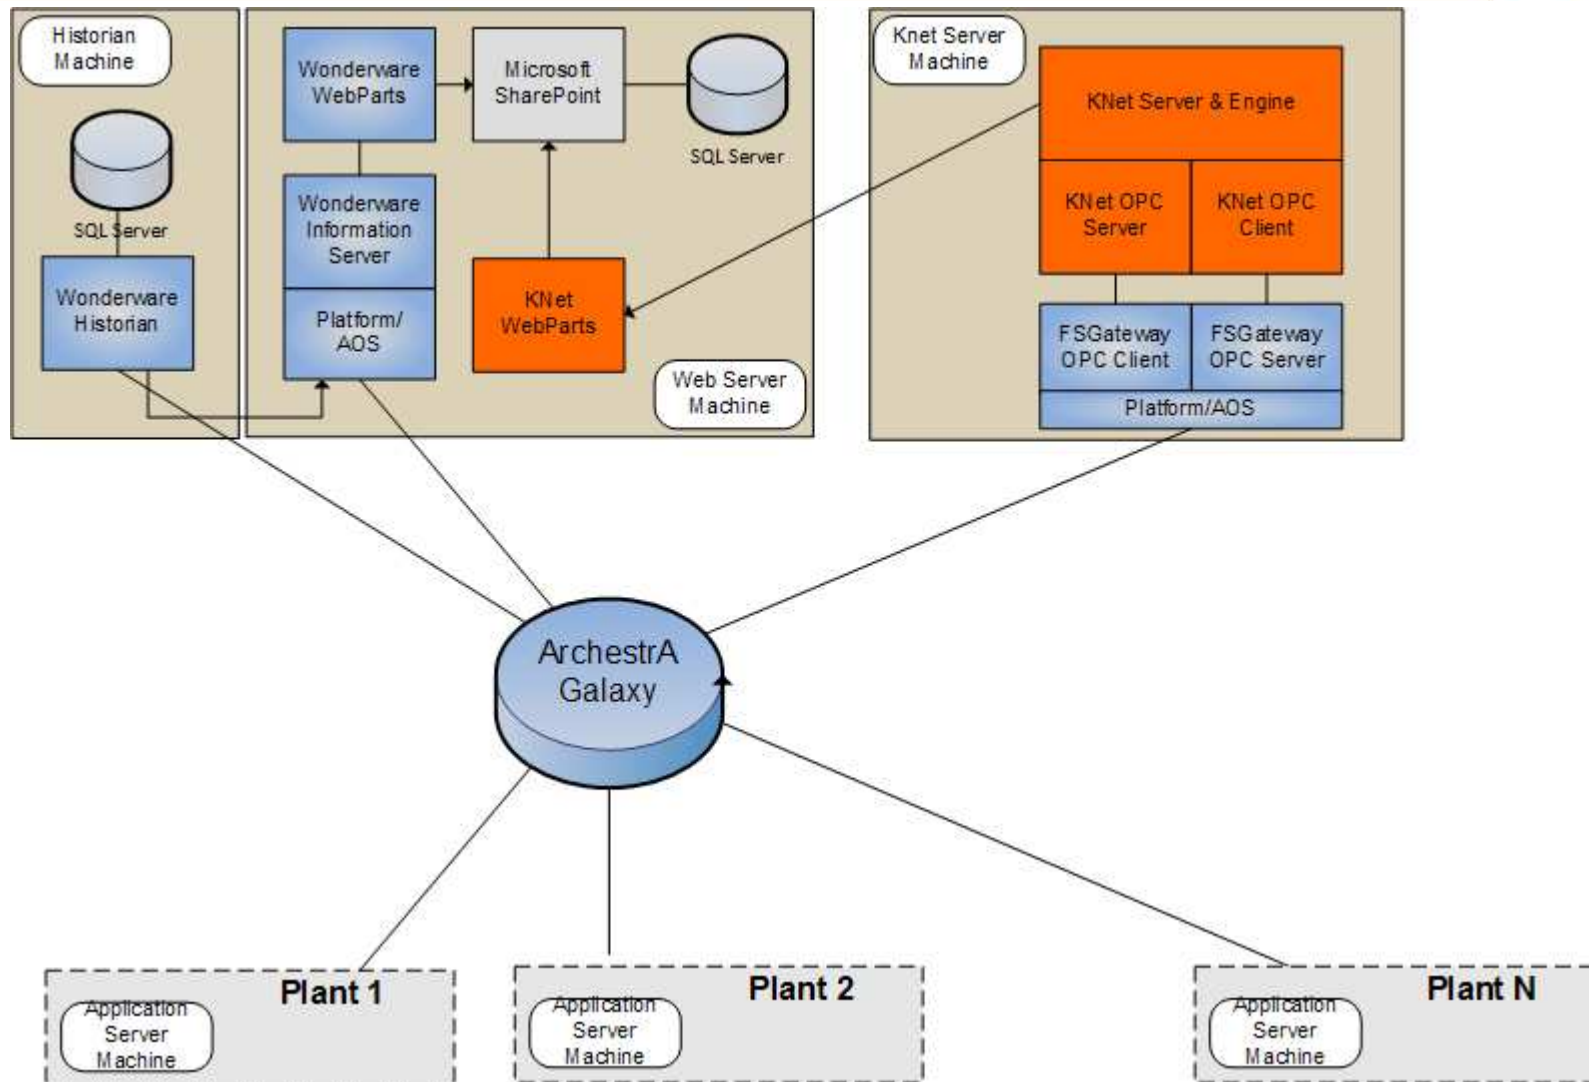 Historian
Machine
SQL Server
Wonderware
Historian
Wonderware
WebParts
Microsoft
SharePoint
SQL Server
Wonderware
Information
Server
Platform/
AOS
KNet
WebParts
Web Server
Machine
Knet Server
Machine
KNet Server & Engine
KNet OPC
Server
KNet OPC
Client
FSGateway
OPC Client
FSGateway
OPC Server
Platform/AOS
ArchestrA
Galaxy
Plant 1
Application
Server
Machine
Plant 2
Application
Server
Machine
Plant N
Application
Server
Machine